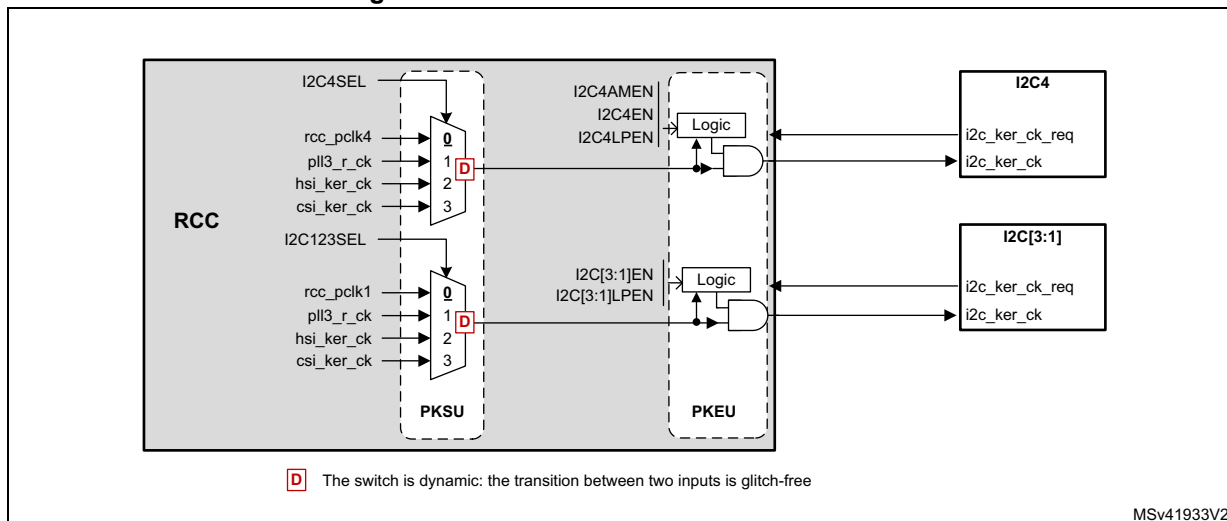 I2C4SEL
rcc_pclk4
pll3_r_ck
hsi_ker_ck
csi_ker_ck
0
1
2
3
D
I2C4AMEN
I2C4EN
I2C4LPEN
Logic
I2C4
i2c_ker_ck_req
i2c_ker_ck
RCC
I2C123SEL
rcc_pclk1
pll3_r_ck
hsi_ker_ck
csi_ker_ck
0
1
2
3
D
I2C[3:1]EN
I2C[3:1]LPEN
Logic
I2C[3:1]
i2c_ker_ck_req
i2c_ker_ck
PKSU
PKEU
D The switch is dynamic: the transition between two inputs is glitch-free
MSv41933V2